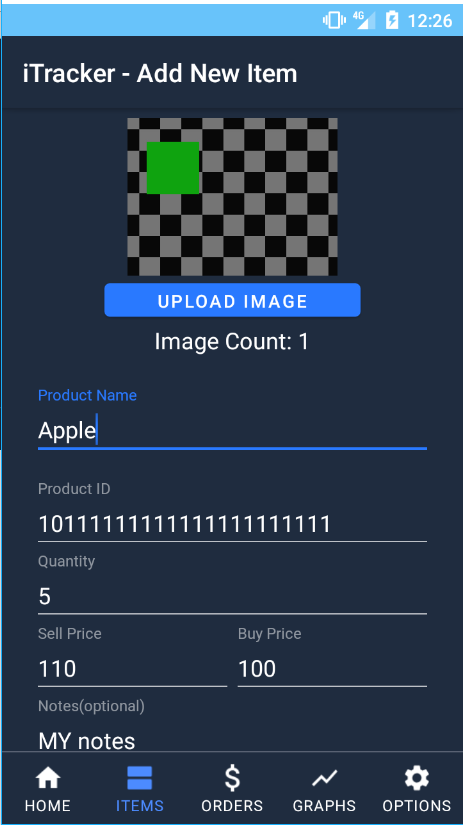 4G 12:26
iTracker - Add New Item
UPLOAD IMAGE
Image Count: 1
Product Name
Apple
Product ID
1011111111111111111111111
Quantity
5
Sell Price Buy Price
110 100
Notes(optional)
MY notes
HOME ITEMS ORDERS GRAPHS OPTIONS